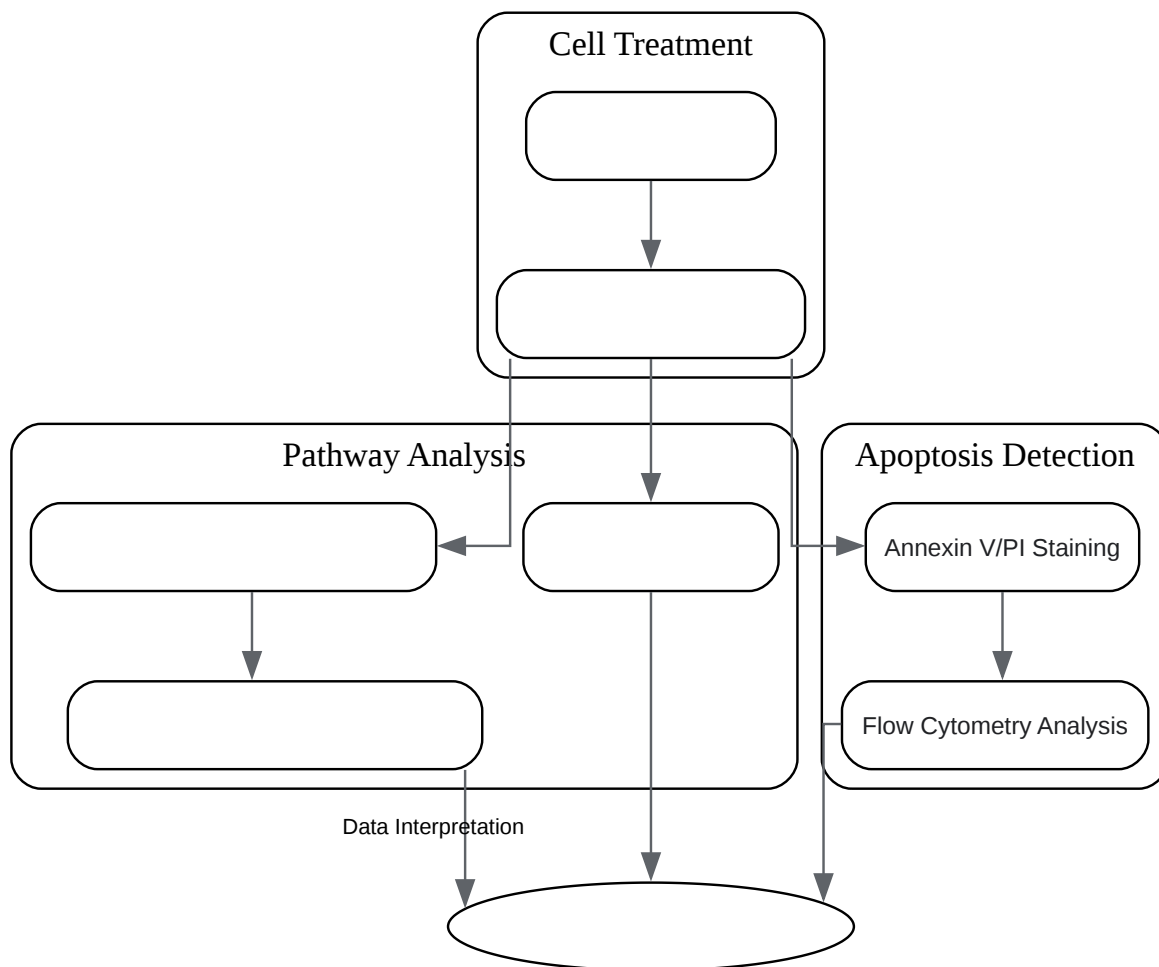 Cell Treatment
Pathway Analysis
Apoptosis Detection
Annexin V/PI Staining
Flow Cytometry Analysis
Data Interpretation